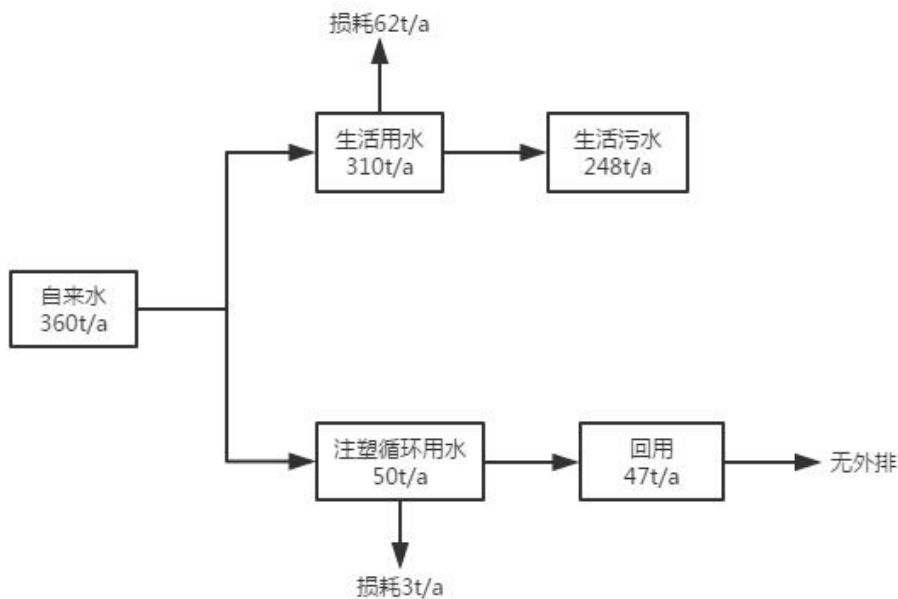 损耗62t/a
生活用水
310t/a
生活污水
248t/a
自来水
360t/a
注塑循环用水
50t/a
回用
47t/a
无外排
损耗3t/a